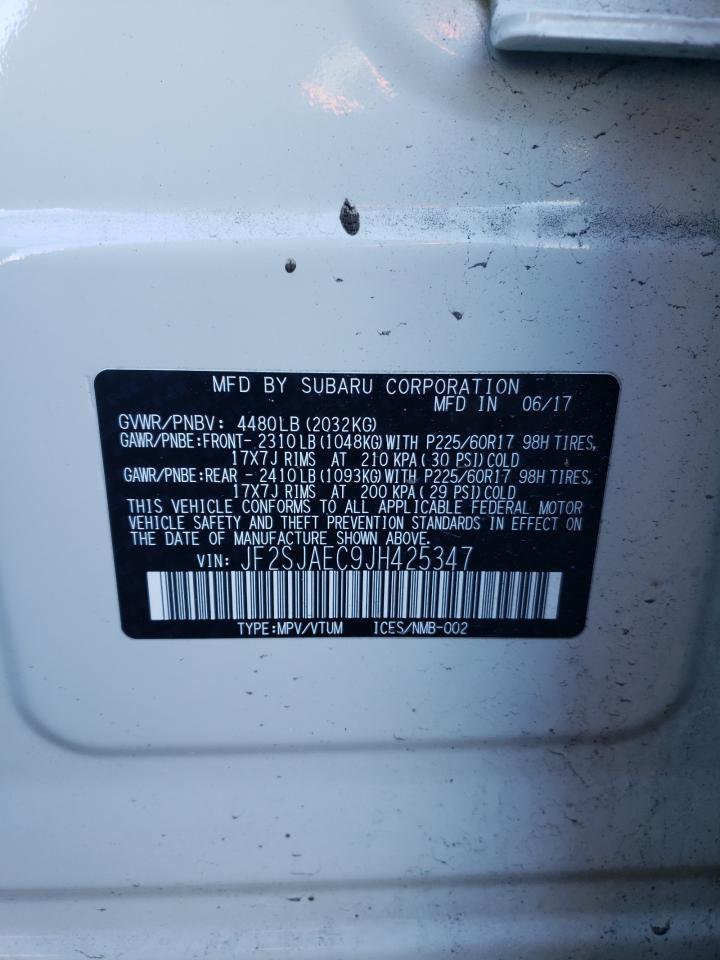 MFD BY SUBARU CORPORATION
MFD IN 06/17
GVWR/PNBV: 4480LB(2032KG)
GAWR/PNBE:FRONT- 2310LB(1048KG)WITH P225/60R17 98H TIRES,
17X7J RIMS AT 210 KPA(30 PSI)COLD
GAWR/PNBE:REAR - 2410LB(1093KG)WITH P225/60R17 98H TIRES,
17X7J RIMS AT 200 KPA(29 PSI)COLD
THIS VEHICLE CONFORMS TO ALL APPLICABLE FEDERAL MOTOR
VEHICLE SAFETY AND THEFT PREVENTION STANDARDS IN EFFECT ON
THE DATE OF MANUFACTURE SHOWN ABOVE.
VIN: JF2SJAEC9JH425347
TYPE:MPV/VTUM ICES/NMB-002